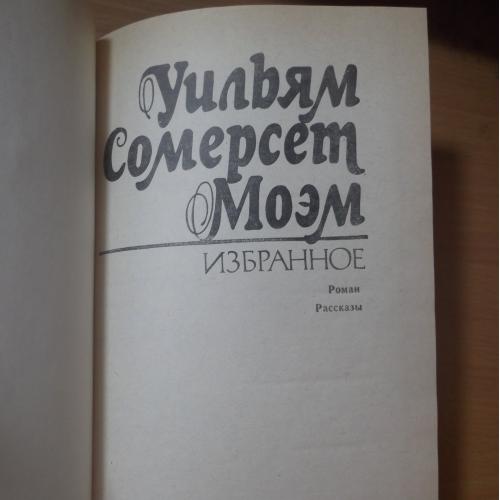 Уильям
Сомерсет
Моэм
ИЗБРАННОЕ
Роман
Рассказы